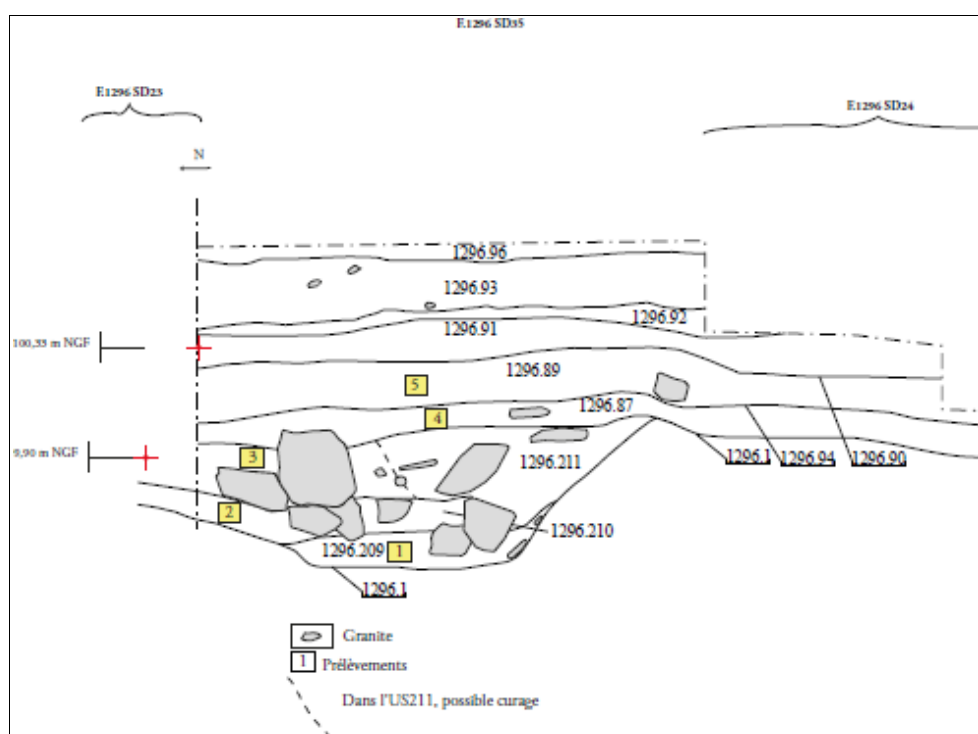 E1296 SD35
E1296 SD23
E1296 SD24
N
1296.96
1296.93
1296.92
1296.91
100,33 m NGF
1296.89
5
1296.87
4
9,90 m NGF
3
1296.211
1296.1
1296.94
1296.90
2
1296.210
1296.209
1
1296.1
Granite
1 Prélèvements
Dans l'US211, possible curage